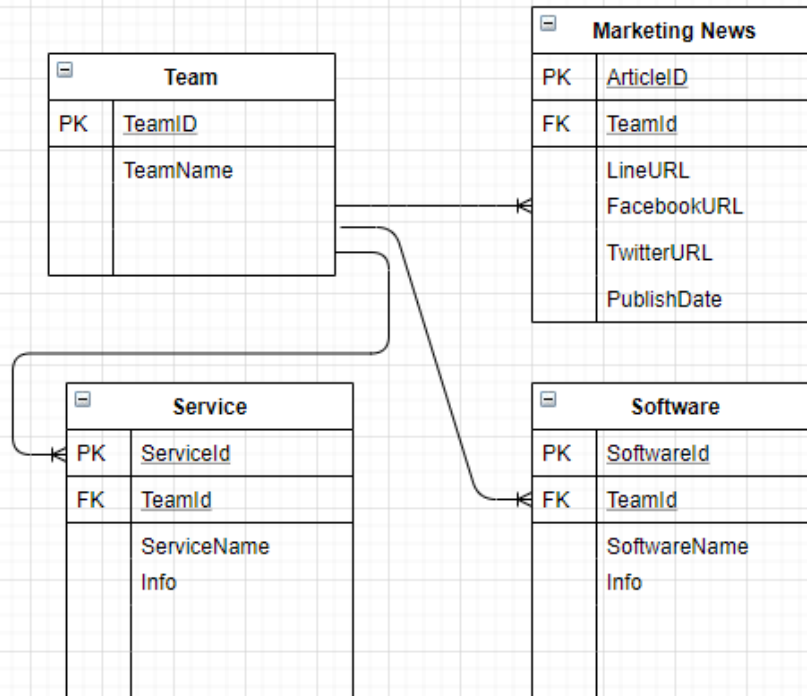 Team
PK TeamID
TeamName
Marketing News
PK ArticleID
FK TeamId
LineURL
FacebookURL
TwitterURL
PublishDate
Service
PK ServiceId
FK TeamId
ServiceName
Info
Software
PK SoftwareId
FK TeamId
SoftwareName
Info